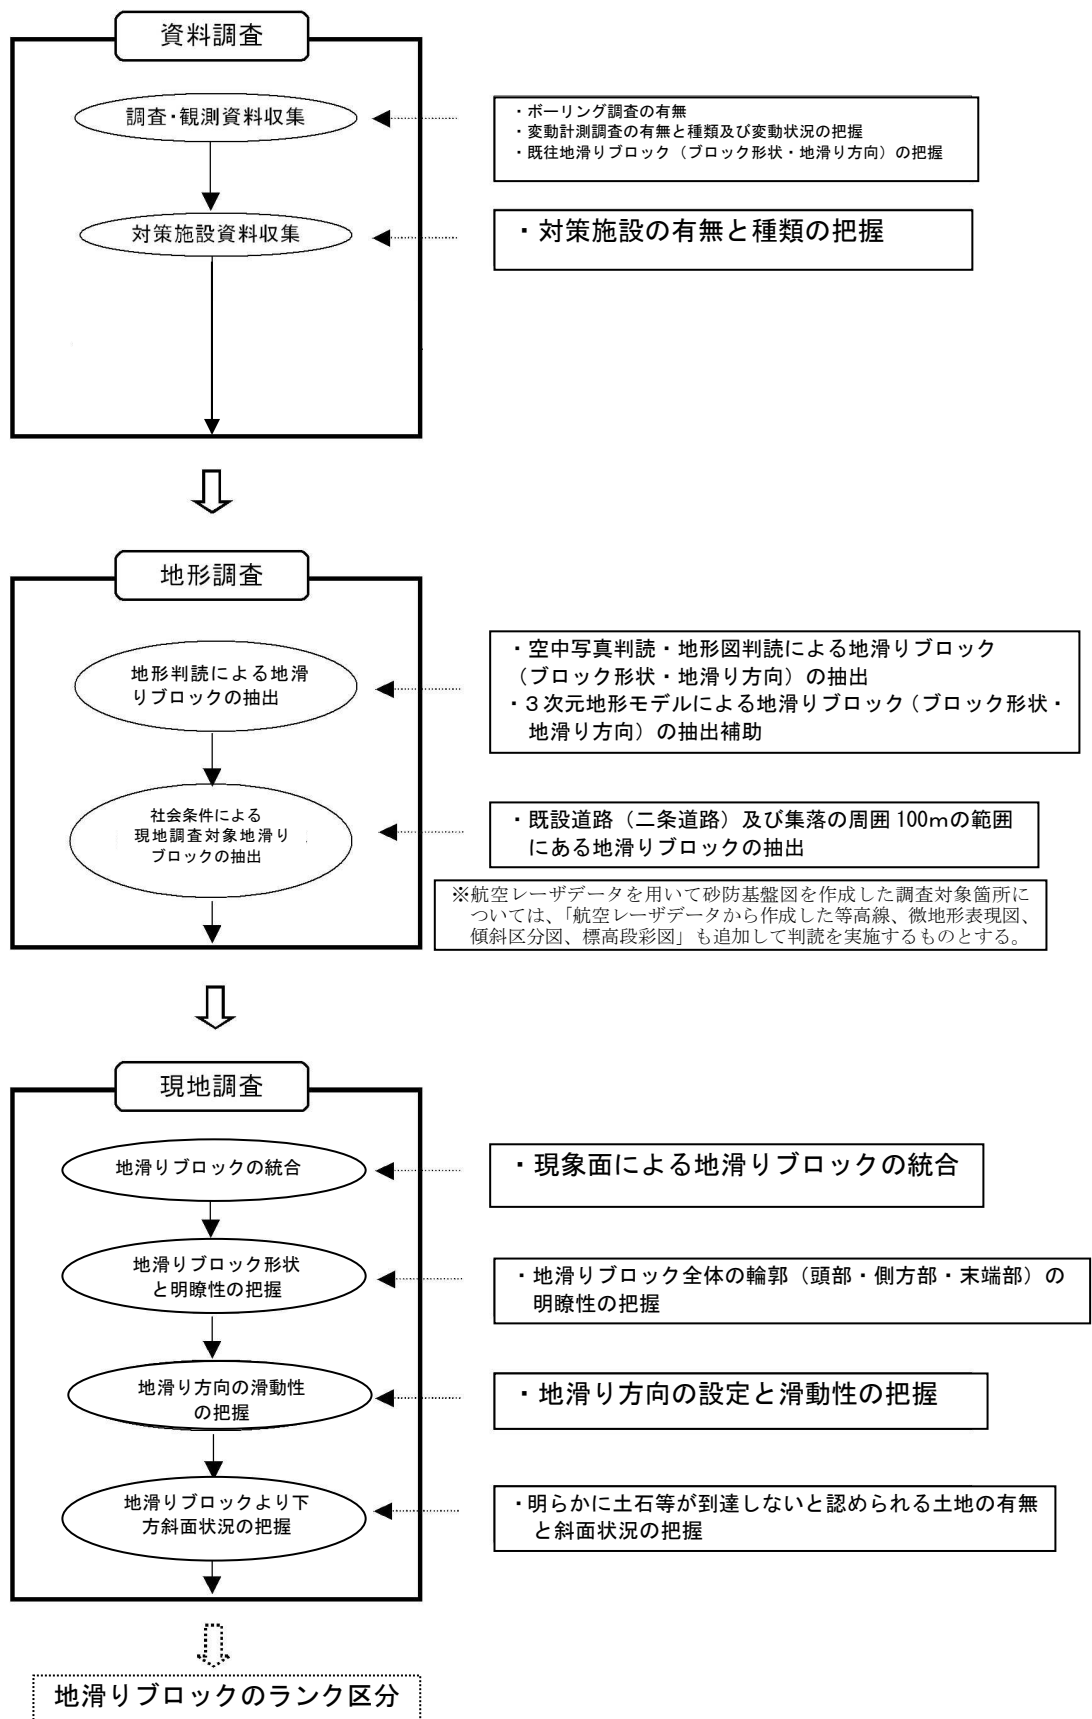 資料調査
調査・観測資料収集
・ボーリング調査の有無
・変動計測調査の有無と種類及び変動状況の把握
・既往地滑りブロック（ブロック形状・地滑り方向）の把握
対策施設資料収集
・対策施設の有無と種類の把握
地形調査
地形判読による地滑
りブロックの抽出
・空中写真判読・地形図判読による地滑りブロック
（ブロック形状・地滑り方向）の抽出
・３次元地形モデルによる地滑りブロック（ブロック形状・
地滑り方向）の抽出補助
社会条件による
現地調査対象地滑り
ブロックの抽出
・既設道路（二条道路）及び集落の周囲 100mの範囲
にある地滑りブロックの抽出
※航空レーザデータを用いて砂防基盤図を作成した調査対象箇所に
ついては、「航空レーザデータから作成した等高線、微地形表現図、
傾斜区分図、標高段彩図」も追加して判読を実施するものとする。
現地調査
地滑りブロックの統合
・現象面による地滑りブロックの統合
地滑りブロック形状
と明瞭性の把握
・地滑りブロック全体の輪郭（頭部・側方部・末端部）の
明瞭性の把握
地滑り方向の滑動性
の把握
・地滑り方向の設定と滑動性の把握
地滑りブロックより下
方斜面状況の把握
・明らかに土石等が到達しないと認められる土地の有無
と斜面状況の把握
地滑りブロックのランク区分